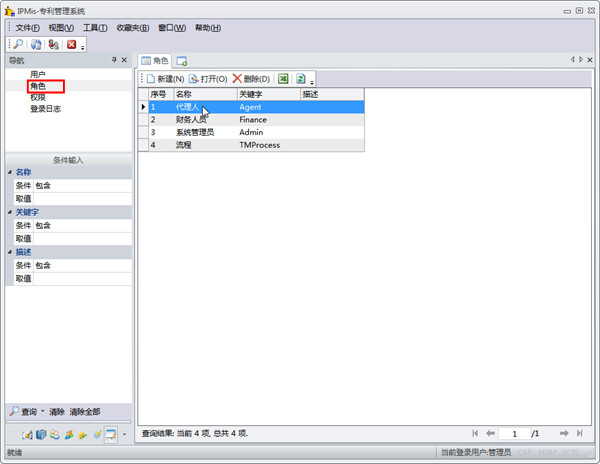 IPMis-专利管理系统
文件(F) 视图(V) 工具(T) 收藏夹(B) 窗口(W) 帮助(H)
导航
用户
角色
权限
登录日志
条件输入
名称
条件 包含
取值
关键字
条件 包含
取值
描述
条件 包含
取值
查询 清除 清除全部
角色
新建(N) 打开(O) 删除(D)
序号 名称 关键字 描述
1 代理人 Agent
2 财务人员 Finance
3 系统管理员 Admin
4 流程 TMProcess
查询结果: 当前 4 项, 总共 4 项.
1 /1
就绪
当前登录用户:管理员 CAP NUM SCRL